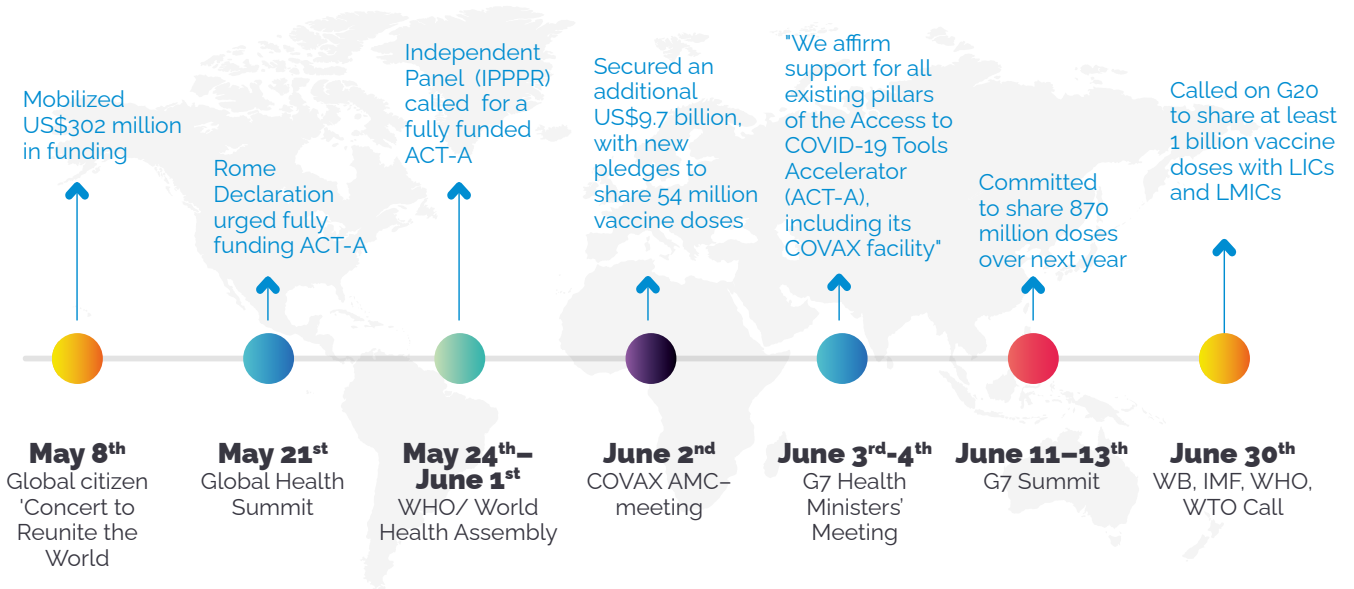 Mobilized
US$302 million
in funding
Rome
Declaration
urged fully
funding ACT-A
Independent
Panel (IPPPR)
called for a
fully funded
ACT-A
Secured an
additional
US$9.7 billion,
with new
pledges to
share 54 million
vaccine doses
"We affirm
support for all
existing pillars
of the Access to
COVID-19 Tools
Accelerator
(ACT-A),
including its
COVAX facility"
Committed
to share 870
million doses
over next year
Called on G20
to share at least
1 billion vaccine
doses with LICs
and LMICs
May 8th
Global citizen
'Concert to
Reunite the
World
May 21st
Global Health
Summit
May 24th–
June 1st
WHO/ World
Health Assembly
June 2nd
COVAX AMC–
meeting
June 3rd-4th
G7 Health
Ministers’
Meeting
June 11–13th
G7 Summit
June 30th
WB, IMF, WHO,
WTO Call